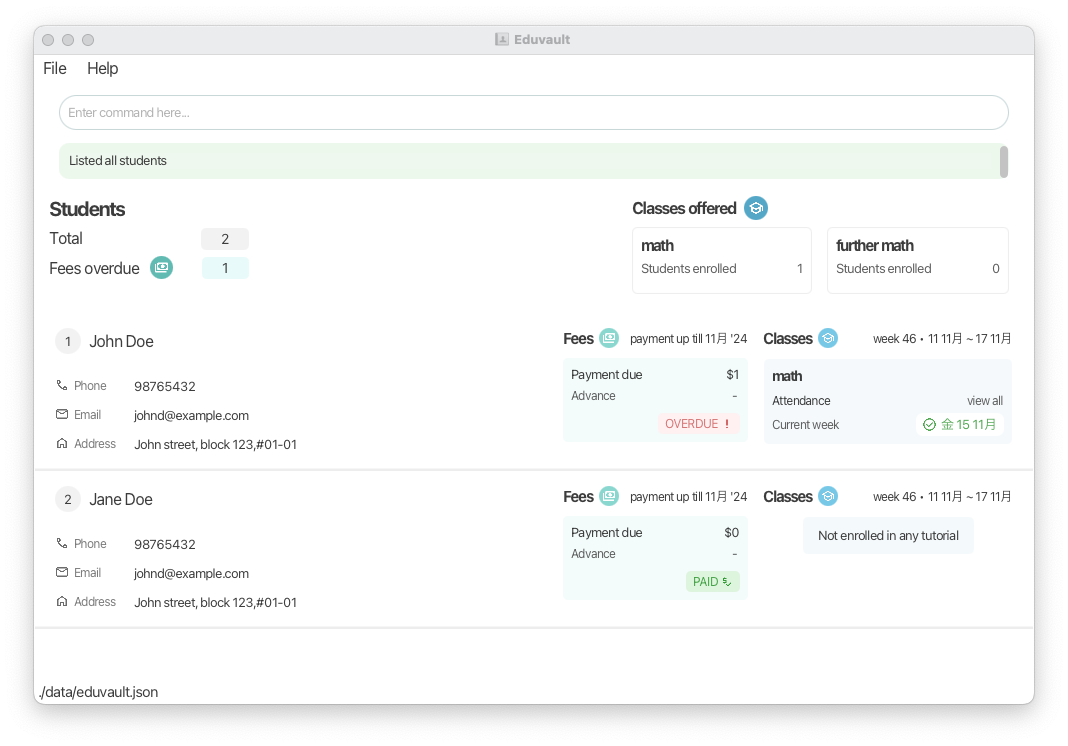 Eduvault
File Help
Enter command here...
Listed all students
Students
Total 2
Fees overdue 1
Classes offered
math
Students enrolled 1
further math
Students enrolled 0
1 John Doe
Phone 98765432
Email johnd@example.com
Address John street, block 123,#01-01
Fees payment up till 11月 '24
Payment due $1
Advance -
OVERDUE !
Classes week 46 • 11 11月 ~ 17 11月
math
Attendance view all
Current week 金 15 11月
2 Jane Doe
Phone 98765432
Email johnd@example.com
Address John street, block 123,#01-01
Fees payment up till 11月 '24
Payment due $0
Advance -
PAID
Classes week 46 • 11 11月 ~ 17 11月
Not enrolled in any tutorial
./data/eduvault.json